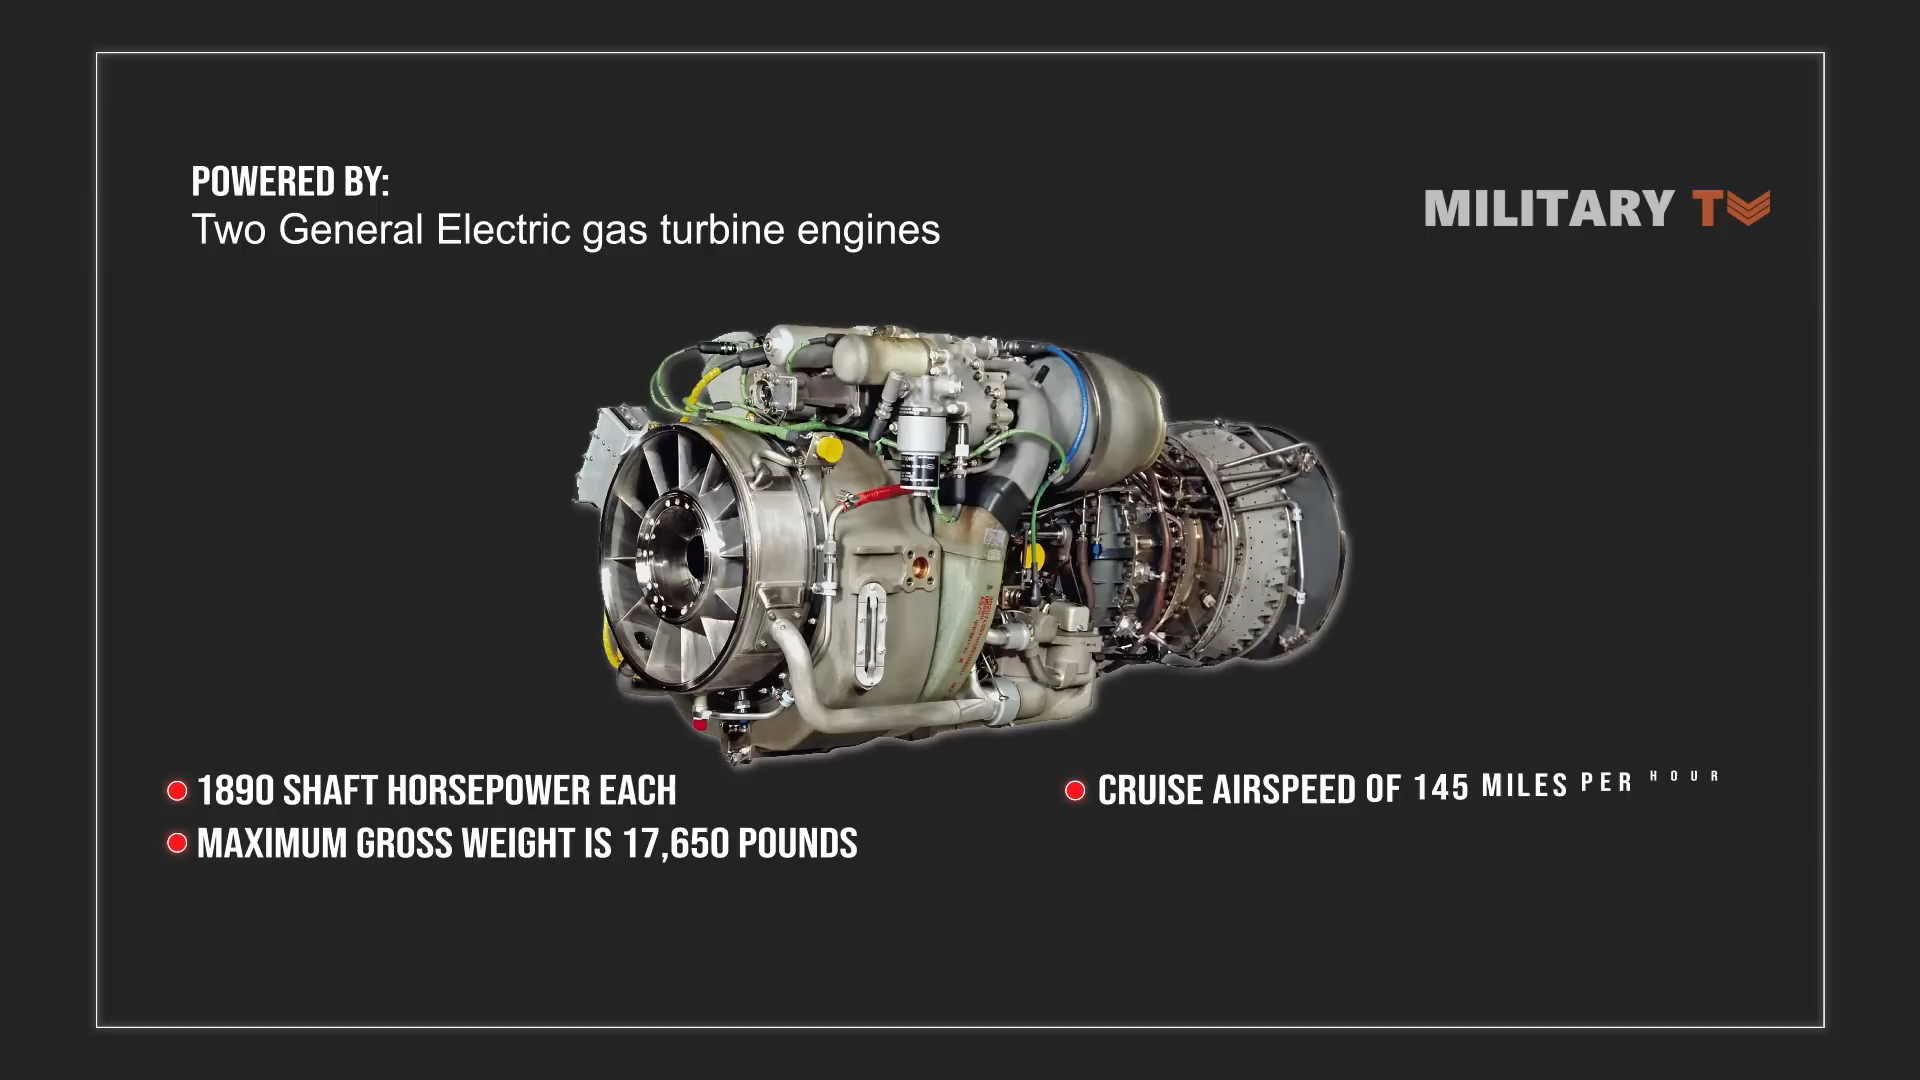 POWERED BY:
Two General Electric gas turbine engines
MILITARY TV
1890 SHAFT HORSEPOWER EACH
MAXIMUM GROSS WEIGHT IS 17,650 POUNDS
CRUISE AIRSPEED OF 145 MILES PER HOUR